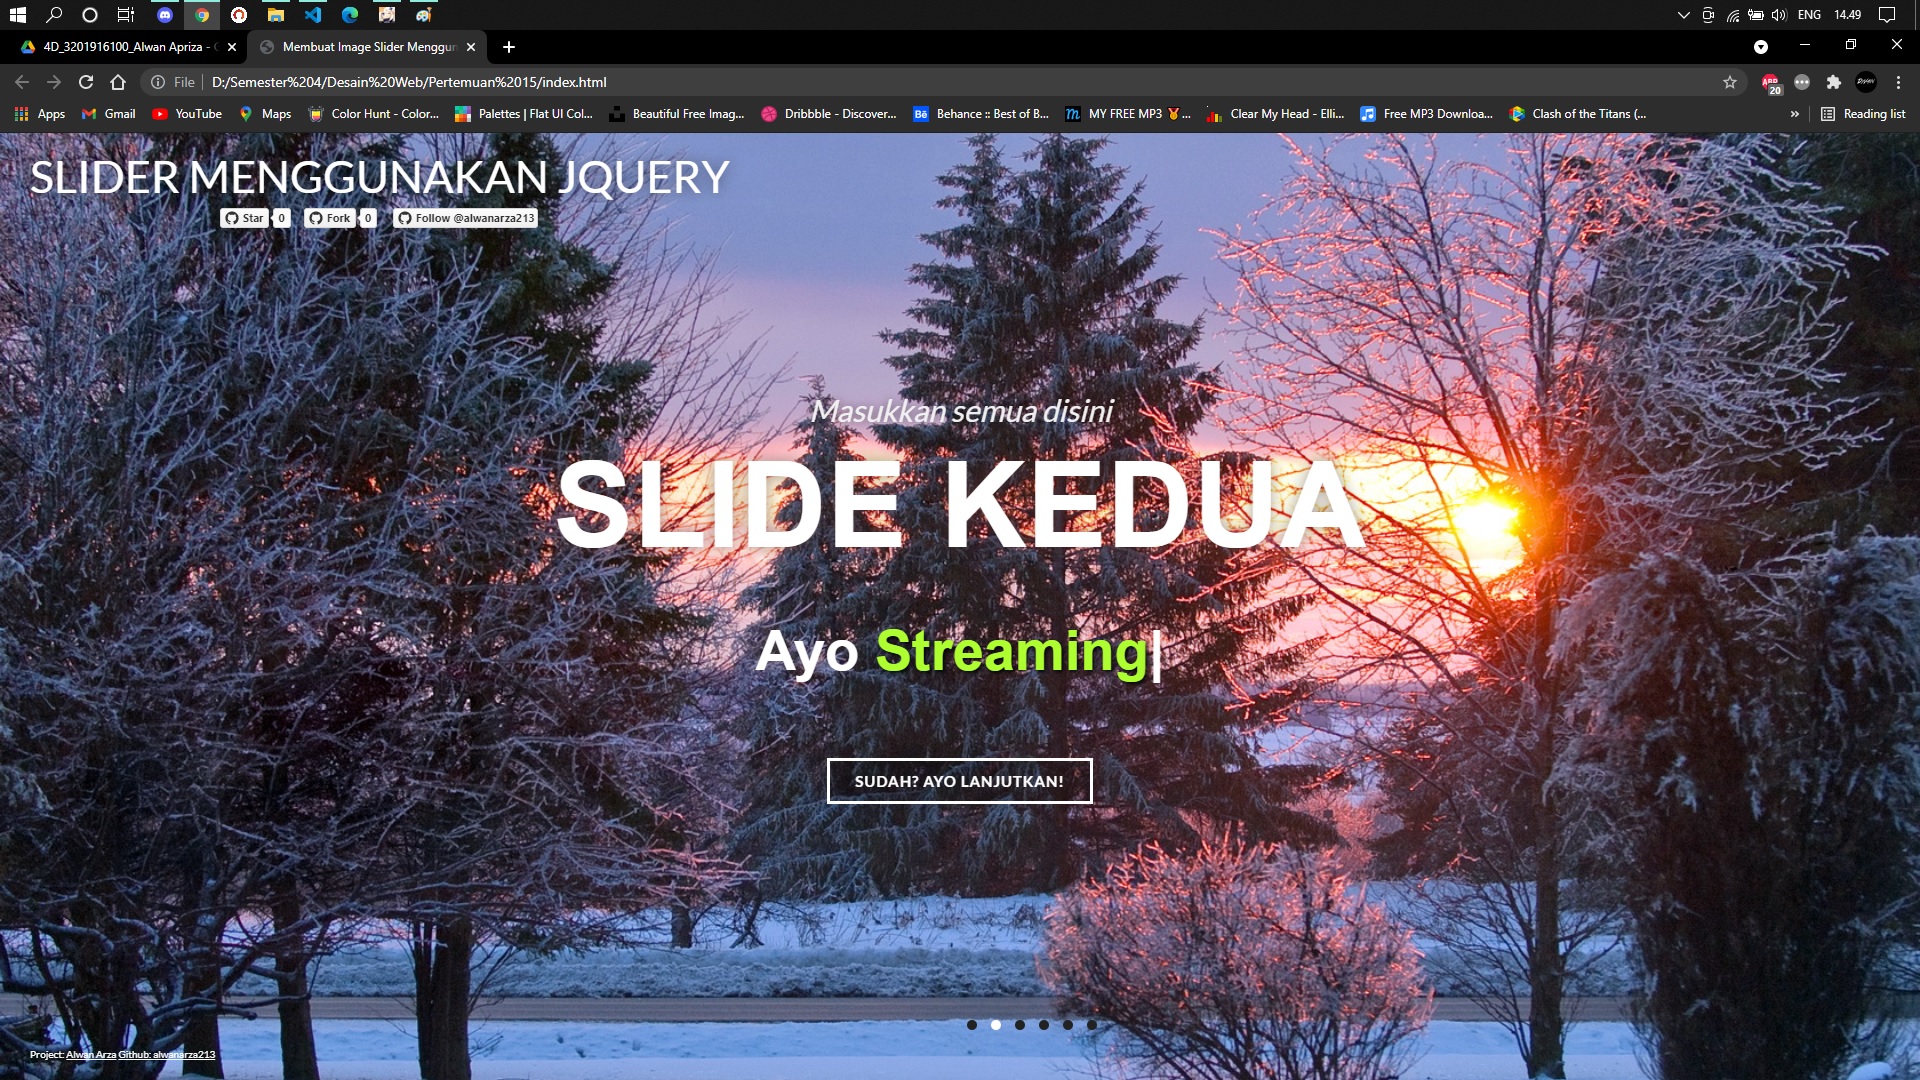 ENG 14.49
4D_3201916100_Alwan Apriza -
Membuat Image Slider Menggun
File D:/Semester%204/Desain%20Web/Pertemuan%2015/index.html
ABP 20
Apps Gmail YouTube Maps Color Hunt - Color... Palettes | Flat UI Col... Beautiful Free Imag... Dribbble - Discover... Behance :: Best of B... MY FREE MP3 🏅 ... Clear My Head - Elli... Free MP3 Downloa... Clash of the Titans (... » Reading list
SLIDER MENGGUNAKAN JQUERY
Star 0 Fork 0 Follow @alwanarza213
Masukkan semua disini
SLIDE KEDUA
Ayo Streaming|
SUDAH? AYO LANJUTKAN!
Project: Alwan Arza Github: alwanarza213